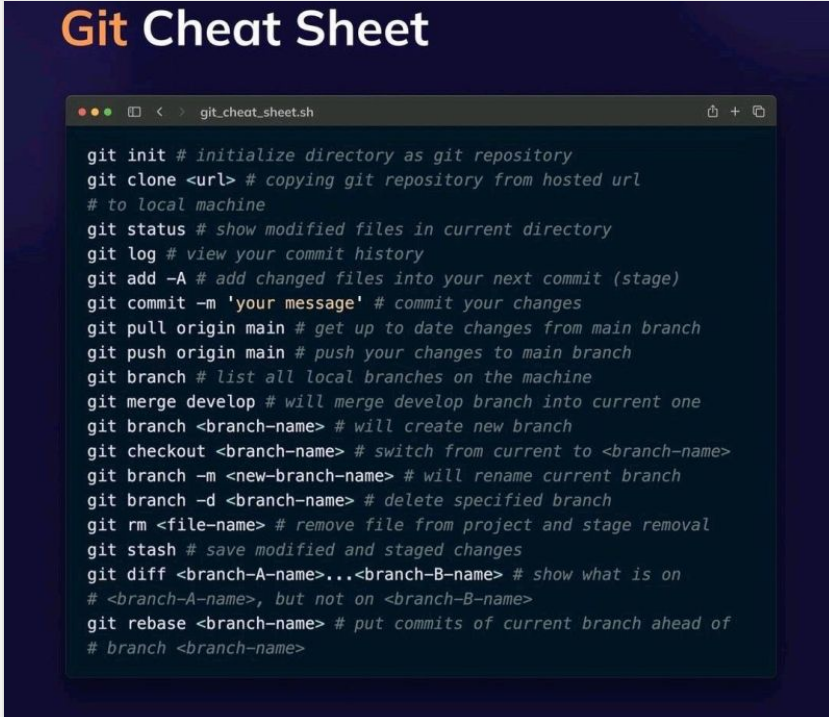 Git Cheat Sheet
git_cheat_sheet.sh
git init # initialize directory as git repository
git clone <url> # copying git repository from hosted url
# to local machine
git status # show modified files in current directory
git log # view your commit history
git add -A # add changed files into your next commit (stage)
git commit -m 'your message' # commit your changes
git pull origin main # get up to date changes from main branch
git push origin main # push your changes to main branch
git branch # list all local branches on the machine
git merge develop # will merge develop branch into current one
git branch <branch-name> # will create new branch
git checkout <branch-name> # switch from current to <branch-name>
git branch -m <new-branch-name> # will rename current branch
git branch -d <branch-name> # delete specified branch
git rm <file-name> # remove file from project and stage removal
git stash # save modified and staged changes
git diff <branch-A-name>...<branch-B-name> # show what is on
# <branch-A-name>, but not on <branch-B-name>
git rebase <branch-name> # put commits of current branch ahead of
# branch <branch-name>